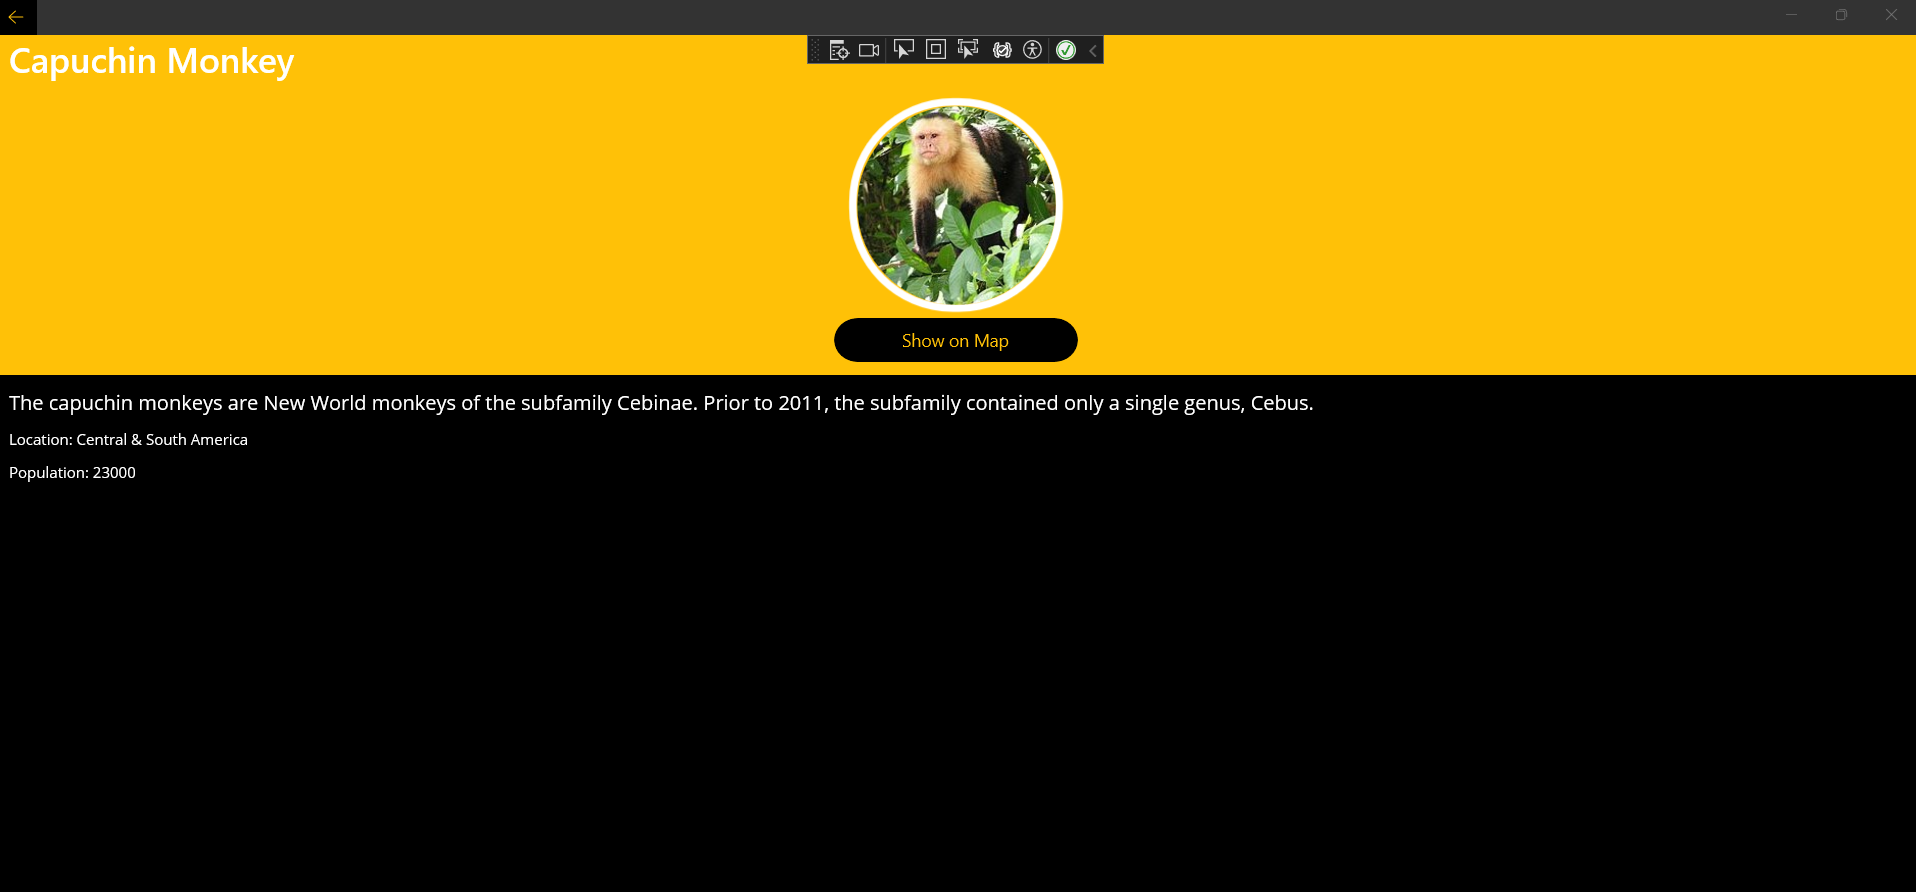 Capuchin Monkey
Show on Map
The capuchin monkeys are New World monkeys of the subfamily Cebinae. Prior to 2011, the subfamily contained only a single genus, Cebus.
Location: Central & South America
Population: 23000